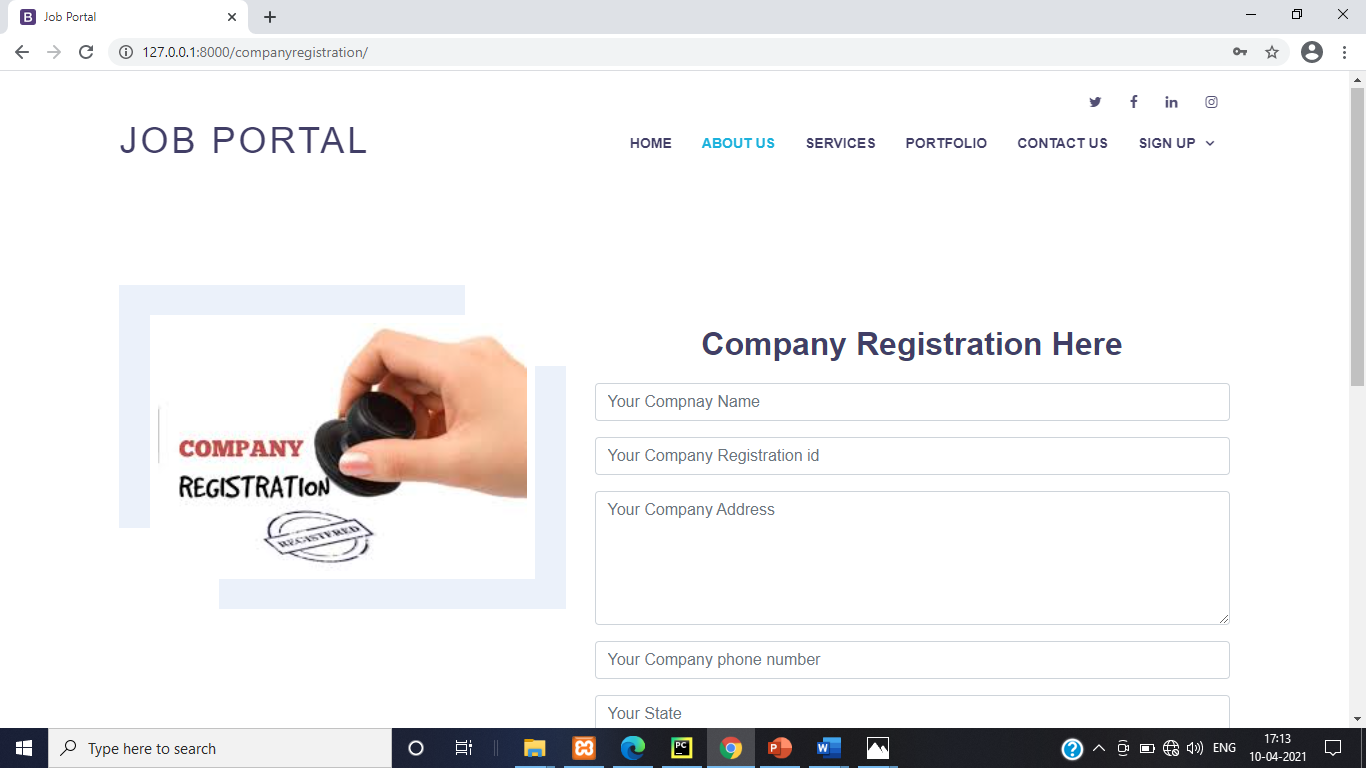 Job Portal
127.0.0.1:8000/companyregistration/
JOB PORTAL
HOME ABOUT US SERVICES PORTFOLIO CONTACT US SIGN UP
Company Registration Here
COMPANY
REGISTRATION
REGISTERED
Your Compnay Name
Your Company Registration id
Your Company Address
Your Company phone number
Your State
Type here to search
ENG
17:13
10-04-2021